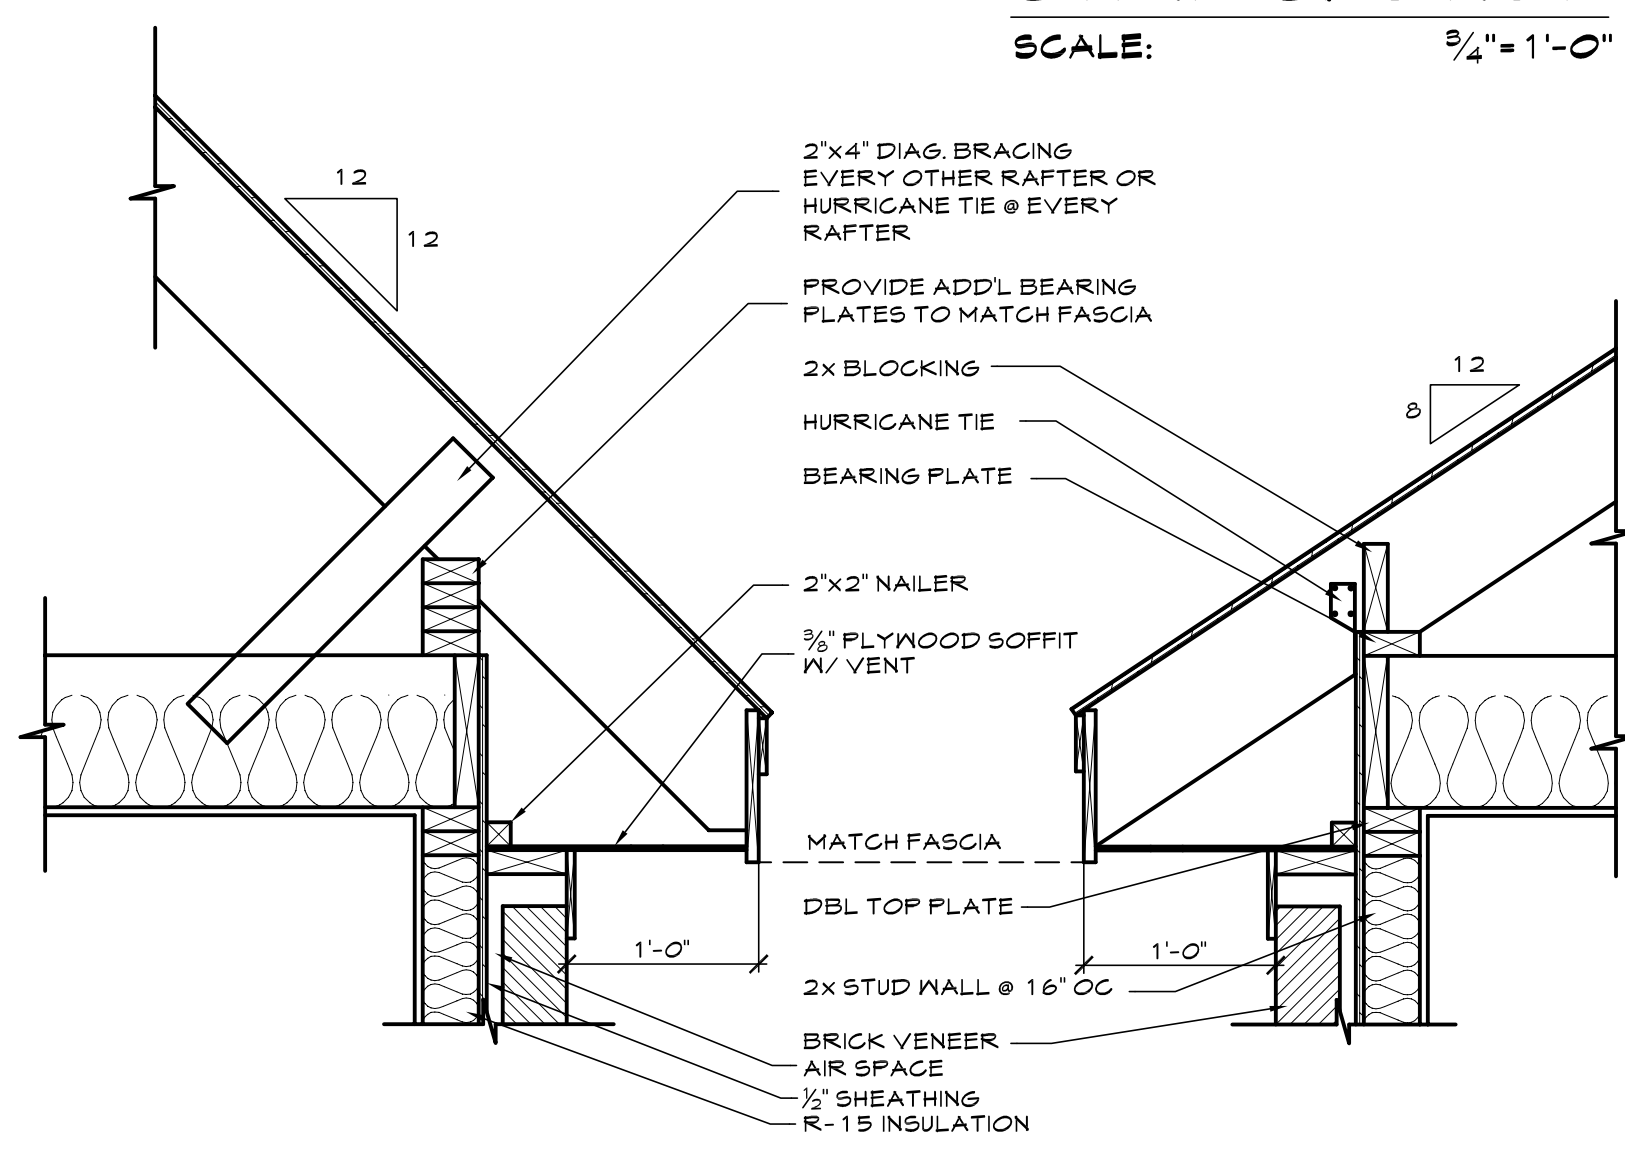 SCALE: 3/4"=1'-0"
12
12
2"x4" DIAG. BRACING
EVERY OTHER RAFTER OR
HURRICANE TIE @ EVERY
RAFTER
PROVIDE ADD'L BEARING
PLATES TO MATCH FASCIA
2x BLOCKING
12
8
HURRICANE TIE
BEARING PLATE
2"x2" NAILER
3/8" PLYWOOD SOFFIT
W/ VENT
MATCH FASCIA
DBL TOP PLATE
1'-0"
1'-0"
2x STUD WALL @ 16" OC
BRICK VENEER
AIR SPACE
1/2" SHEATHING
R-15 INSULATION